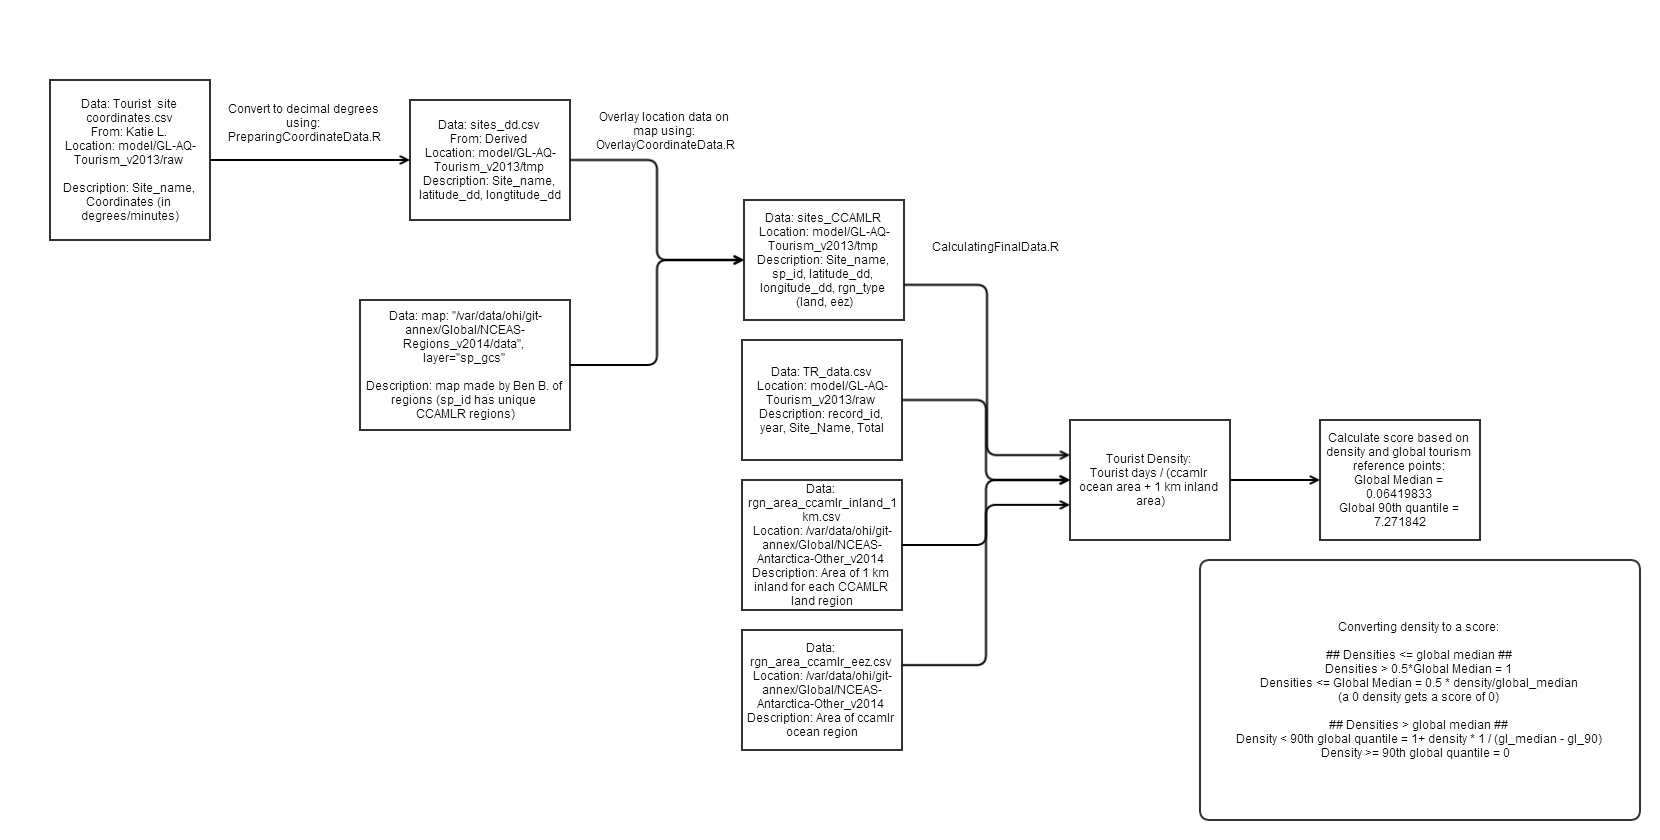 Data: Tourist site
coordinates.csv
From: Katie L.
Location: model/GL-AQ-
Tourism_v2013/raw
Description: Site_name,
Coordinates (in
degrees/minutes)
Convert to decimal degrees
using:
PreparingCoordinateData.R
Data: sites_dd.csv
From: Derived
Location: model/GL-AQ-
Tourism_v2013/tmp
Description: Site_name,
latitude_dd, longtitude_dd
Overlay location data on
map using:
OverlayCoordinateData.R
Data: map: "/var/data/ohi/git-
annex/Global/NCEAS-
Regions_v2014/data",
layer="sp_gcs"
Description: map made by Ben B. of
regions (sp_id has unique
CCAMLR regions)
Data: sites_CCAMLR
Location: model/GL-AQ-
Tourism_v2013/tmp
Description: Site_name,
sp_id, latitude_dd,
longitude_dd, rgn_type
(land, eez)
CalculatingFinalData.R
Data: TR_data.csv
Location: model/GL-AQ-
Tourism_v2013/raw
Description: record_id,
year, Site_Name, Total
Data:
rgn_area_ccamlr_inland_1
km.csv
Location: /var/data/ohi/git-
annex/Global/NCEAS-
Antarctica-Other_v2014
Description: Area of 1 km
inland for each CCAMLR
land region
Data:
rgn_area_ccamlr_eez.csv
Location: /var/data/ohi/git-
annex/Global/NCEAS-
Antarctica-Other_v2014
Description: Area of ccamlr
ocean region
Tourist Density:
Tourist days / (ccamlr
ocean area + 1 km inland
area)
Calculate score based on
density and global tourism
reference points:
Global Median =
0.06419833
Global 90th quantile =
7.271842
Converting density to a score:
## Densities <= global median ##
Densities > 0.5*Global Median = 1
Densities <= Global Median = 0.5 * density/global_median
(a 0 density gets a score of 0)
## Densities > global median ##
Density < 90th global quantile = 1+ density * 1 / (gl_median - gl_90)
Density >= 90th global quantile = 0